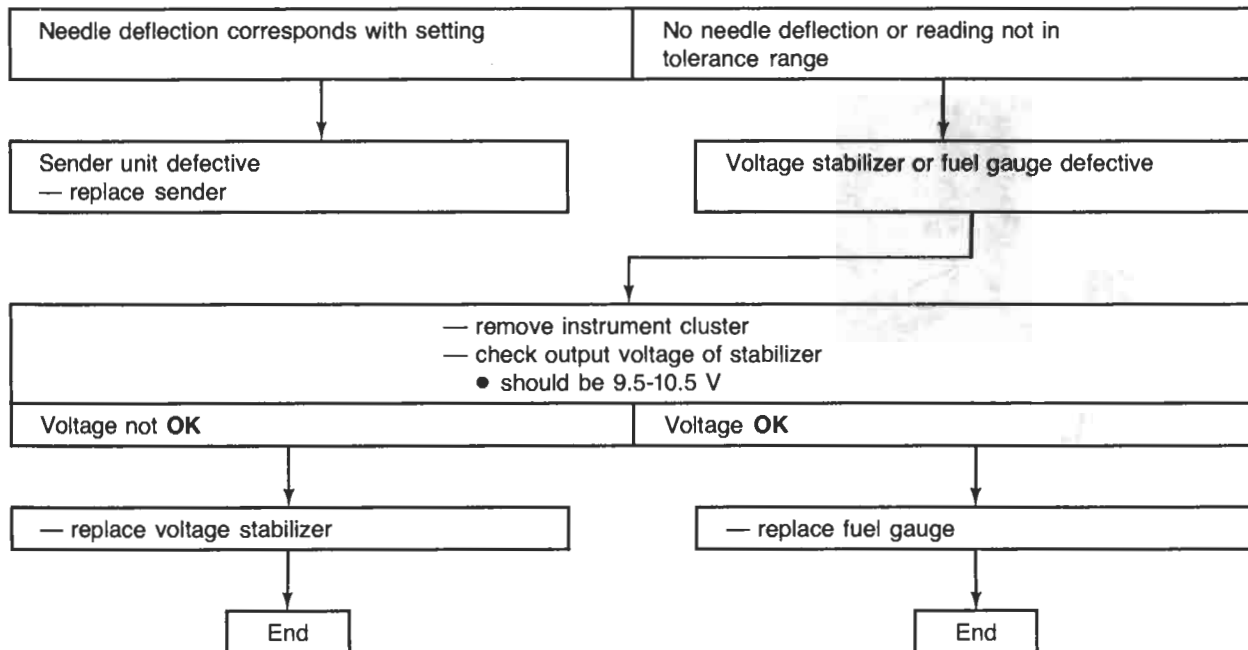 Needle deflection corresponds with setting
No needle deflection or reading not in
tolerance range
Sender unit defective
— replace sender
Voltage stabilizer or fuel gauge defective
— remove instrument cluster
— check output voltage of stabilizer
● should be 9.5-10.5 V
Voltage not OK
Voltage OK
— replace voltage stabilizer
— replace fuel gauge
End
End